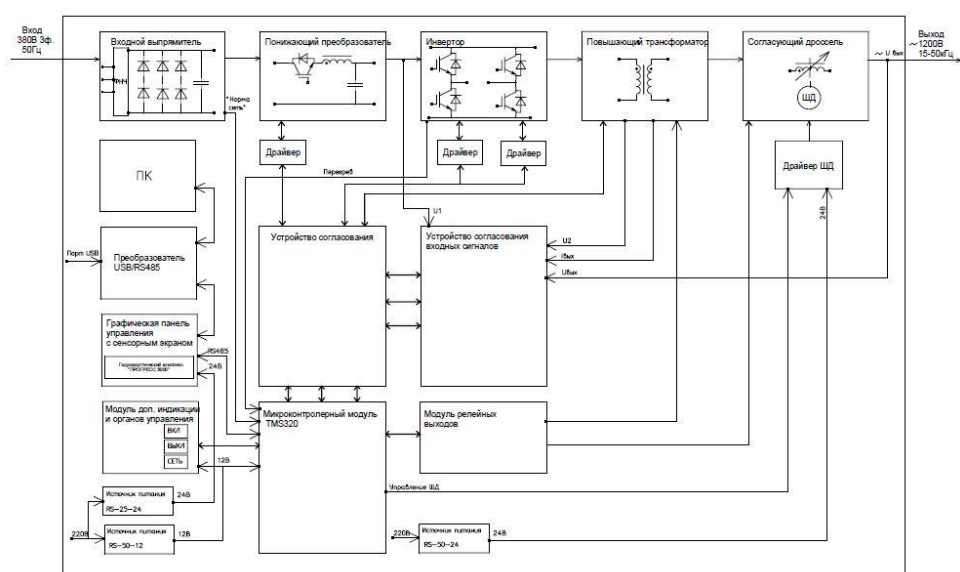 Вход
380В 3ф.
50Гц
Входной выпрямитель
Понижающий преобразователь
Инвертор
Повышающий трансформатор
Согласующий дроссель
Выход
~1200В
15-50кГц
~ U вых
ШД
"Норма
сеть"
Драйвер
Драйвер
Драйвер
Драйвер ШД
Перегрев
24В
ПК
U1
Устройство согласования
Устройство согласования
входных сигналов
U2
Iвых
Uвых
Порт USB
Преобразователь
USB/RS485
Графическая панель
управления
с сенсорным экраном
RS485
Гидроакустический комплекс
"ПРОГРЕСС 5000"
24В
Модуль доп. индикации
и органов управления
ВКЛ
ВЫКЛ
СЕТЬ
12В
Микроконтролерный модуль
TMS320
Модуль релейных
выходов
Управление ШД
Источник питания
RS-25-24
24В
220В
Источник питания
RS-50-12
12В
220В
Источник питания
RS-50-24
24В